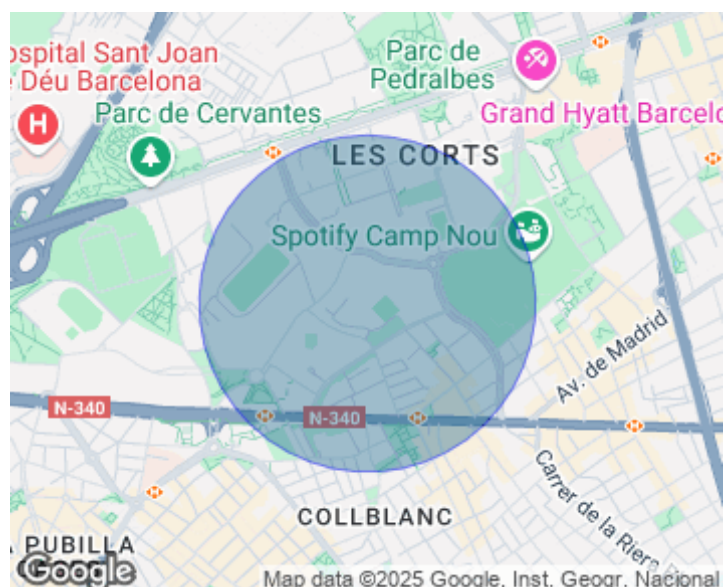 ospital Sant Joan
e Déu Barcelona
H
Parc de Cervantes
Parc de
Pedralbes
Grand Hyatt Barcelo
LES CORTS
Spotify Camp Nou
Av. de Madrid
N-340
N-340
Carrer de la Riera
COLLBLANC
PUBILLA
Google
Map data ©2025 Google, Inst. Geogr. Nacional